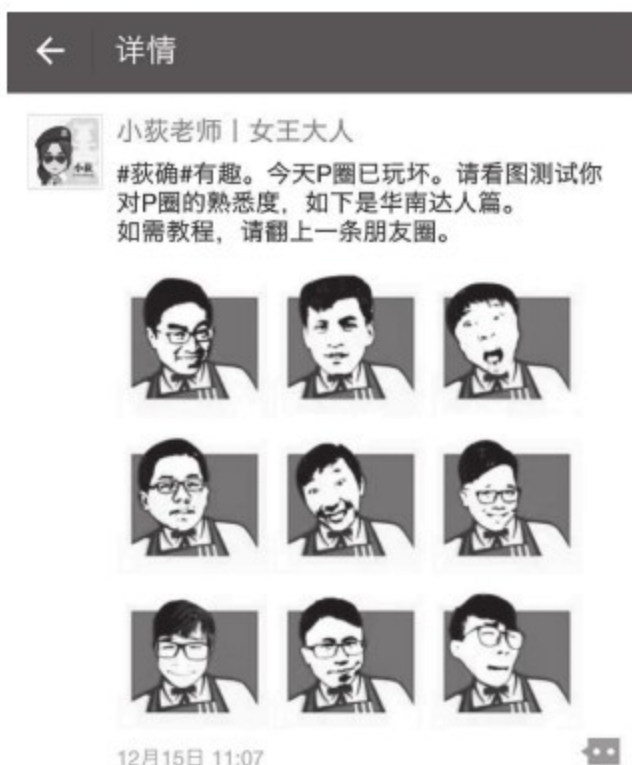 详情
小荻老师丨女王大人
小荻
#荻确#有趣。今天P圈已玩坏。请看图测试你
对P圈的熟悉度，如下是华南达人篇。
如需教程，请翻上一条朋友圈。
12月15日 11:07